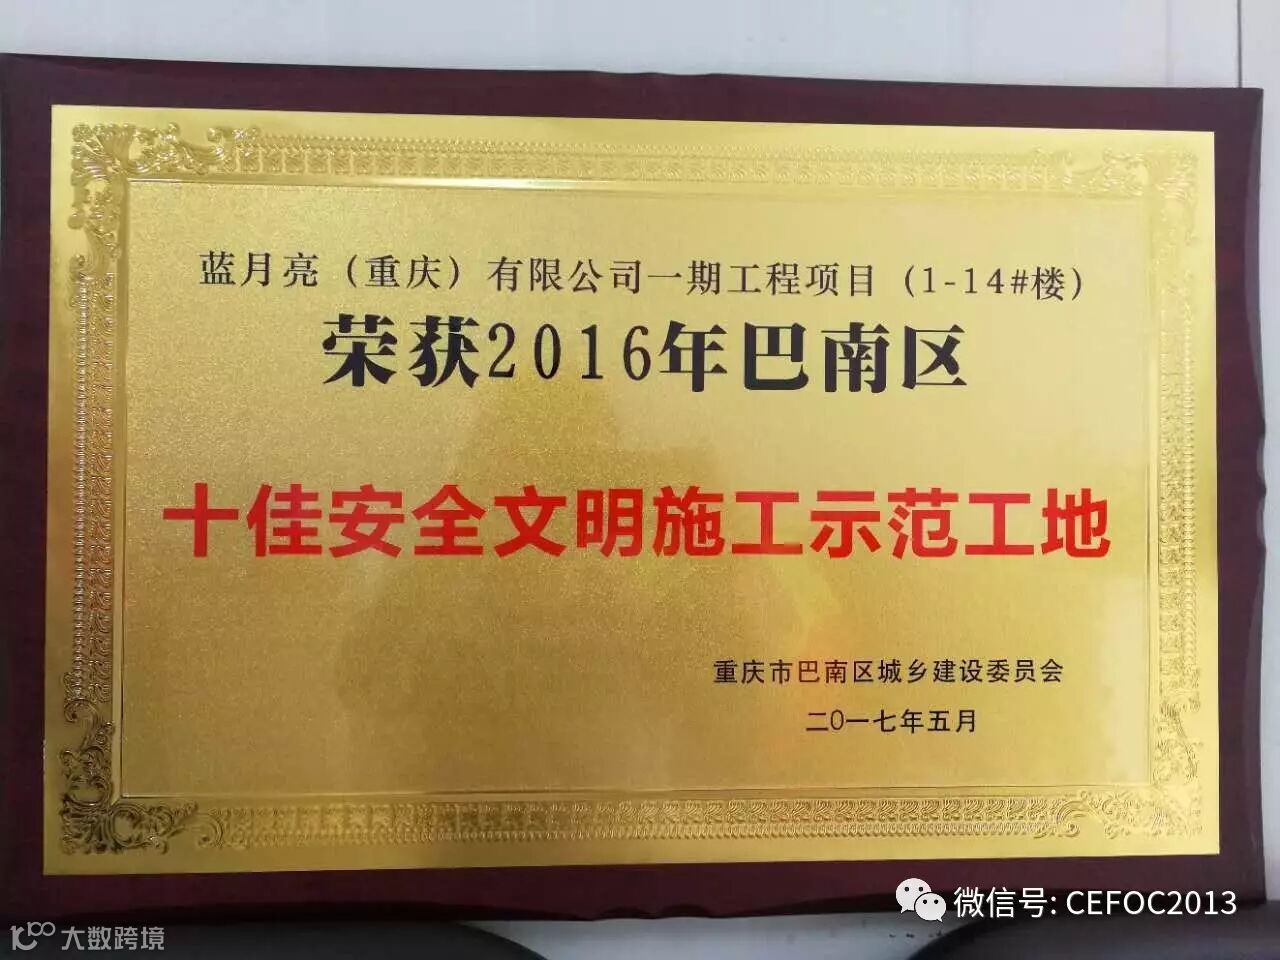 蓝月亮（重庆）有限公司一期工程项目（1-14#楼）
荣获2016年巴南区
十佳安全文明施工示范工地
重庆市巴南区城乡建设委员会
二〇一七年五月
微信号: CEFOC2013
大数跨境